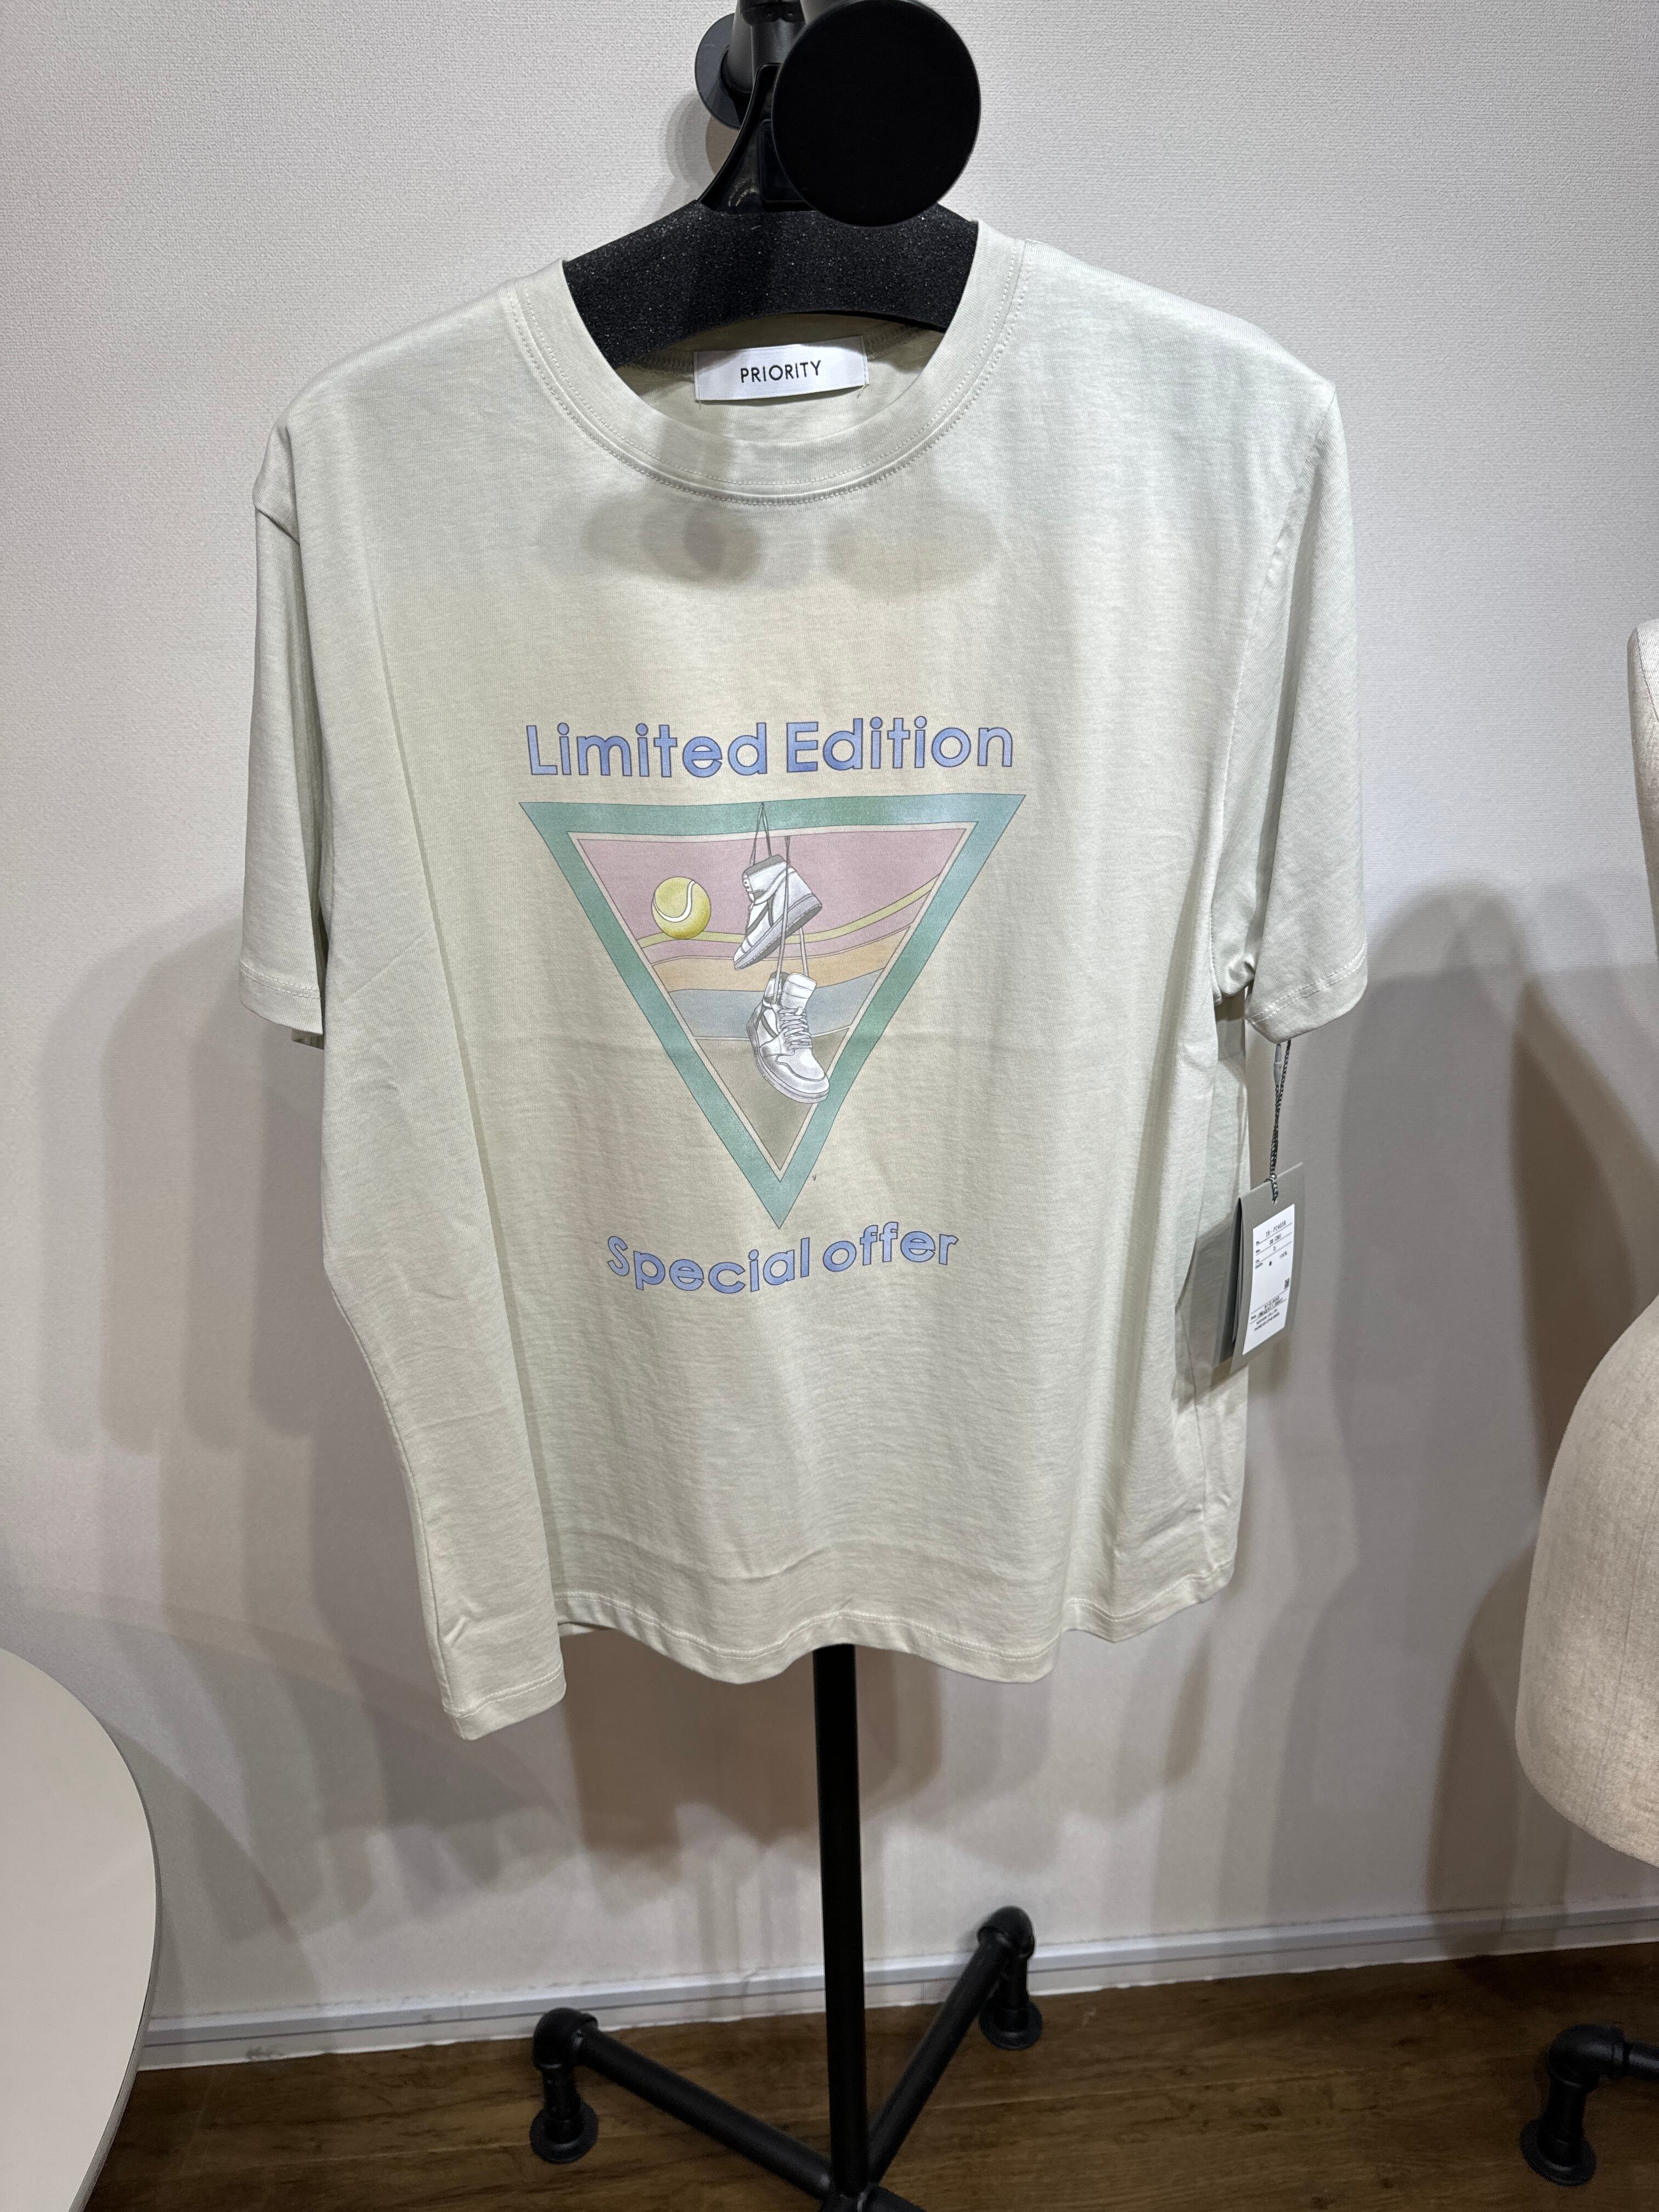 PRIORITY
Limited Edition
Special offer